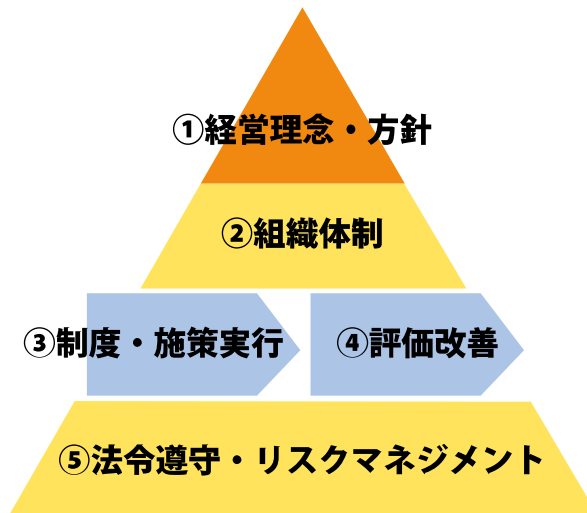 ①経営理念・方針
②組織体制
③制度・施策実行
④評価改善
⑤法令遵守・リスクマネジメント